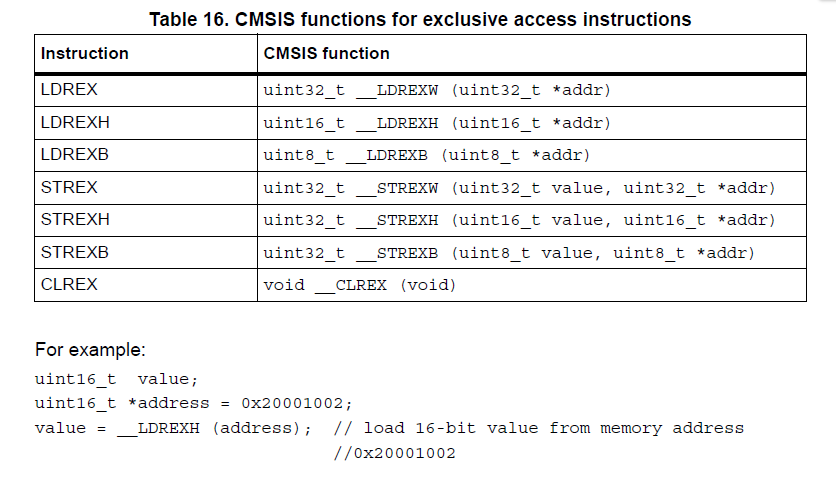 Table 16. CMSIS functions for exclusive access instructions
Instruction CMSIS function
LDREX uint32_t __LDREXW (uint32_t *addr)
LDREXH uint16_t __LDREXH (uint16_t *addr)
LDREXB uint8_t __LDREXB (uint8_t *addr)
STREX uint32_t __STREXW (uint32_t value, uint32_t *addr)
STREXH uint32_t __STREXH (uint16_t value, uint16_t *addr)
STREXB uint32_t __STREXB (uint8_t value, uint8_t *addr)
CLREX void __CLREX (void)
For example:
uint16_t value;
uint16_t *address = 0x20001002;
value = __LDREXH (address); // load 16-bit value from memory address
//0x20001002